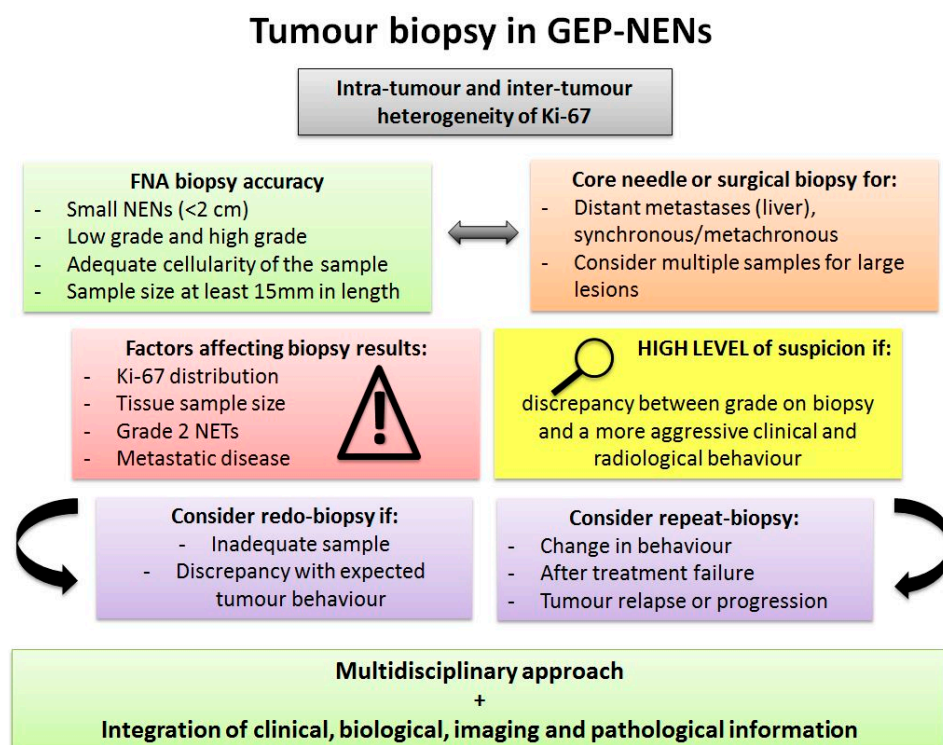 Tumour biopsy in GEP-NENs
Intra-tumour and inter-tumour
heterogeneity of Ki-67
FNA biopsy accuracy
- Small NENs (<2 cm)
- Low grade and high grade
- Adequate cellularity of the sample
- Sample size at least 15mm in length
Core needle or surgical biopsy for:
- Distant metastases (liver),
synchronous/metachronous
- Consider multiple samples for large
lesions
Factors affecting biopsy results:
- Ki-67 distribution
- Tissue sample size
- Grade 2 NETs
- Metastatic disease
!
HIGH LEVEL of suspicion if:
discrepancy between grade on biopsy
and a more aggressive clinical and
radiological behaviour
Consider redo-biopsy if:
- Inadequate sample
- Discrepancy with expected
tumour behaviour
Consider repeat-biopsy:
- Change in behaviour
- After treatment failure
- Tumour relapse or progression
Multidisciplinary approach
+
Integration of clinical, biological, imaging and pathological information